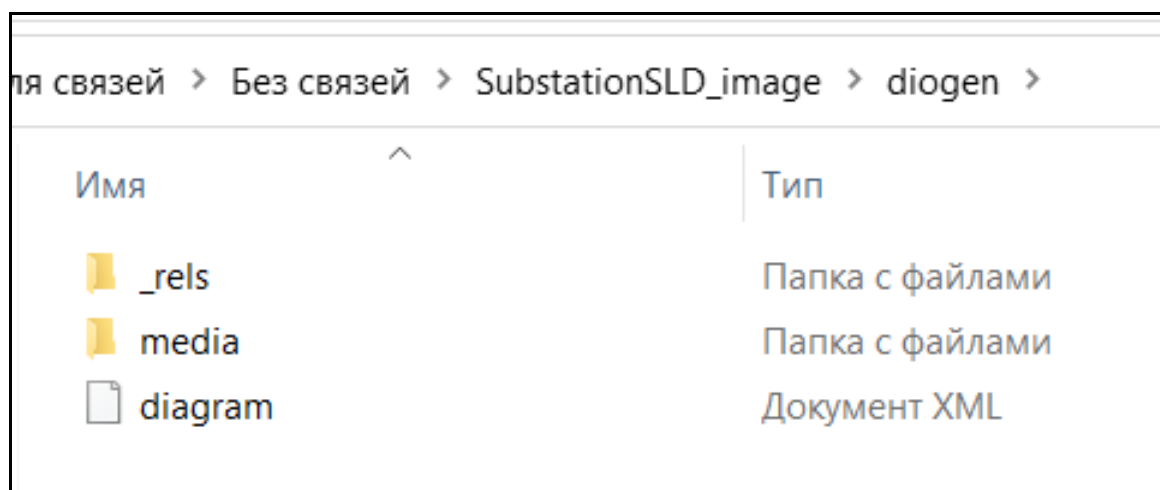 ля связей > Без связей > SubstationSLD_image > diogen >
Имя Тип
_rels Папка с файлами
media Папка с файлами
diagram Документ XML